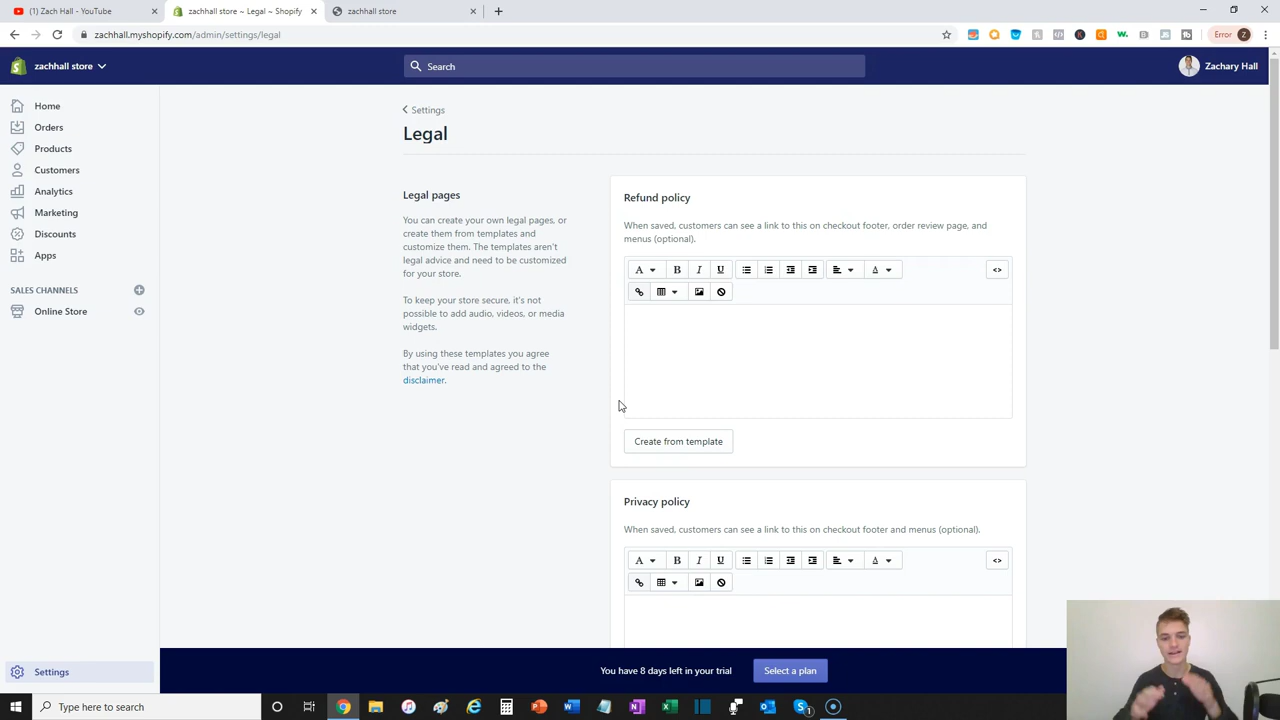 (1) Zach Hall - YouTube
zachhall store ~ Legal ~ Shopify
zachhall store
zachhall.myshopify.com/admin/settings/legal
Error
Z
zachhall store
Search
Zachary Hall
Home
Orders
Products
Customers
Analytics
Marketing
Discounts
Apps
SALES CHANNELS
Online Store
Settings
Settings
Legal
Legal pages
You can create your own legal pages, or
create them from templates and
customize them. The templates aren't
legal advice and need to be customized
for your store.
To keep your store secure, it's not
possible to add audio, videos, or media
widgets.
By using these templates you agree
that you've read and agreed to the
disclaimer.
Refund policy
When saved, customers can see a link to this on checkout footer, order review page, and
menus (optional).
A B I U A <>
Create from template
Privacy policy
When saved, customers can see a link to this on checkout footer and menus (optional).
A B I U A <>
You have 8 days left in your trial
Select a plan
Type here to search